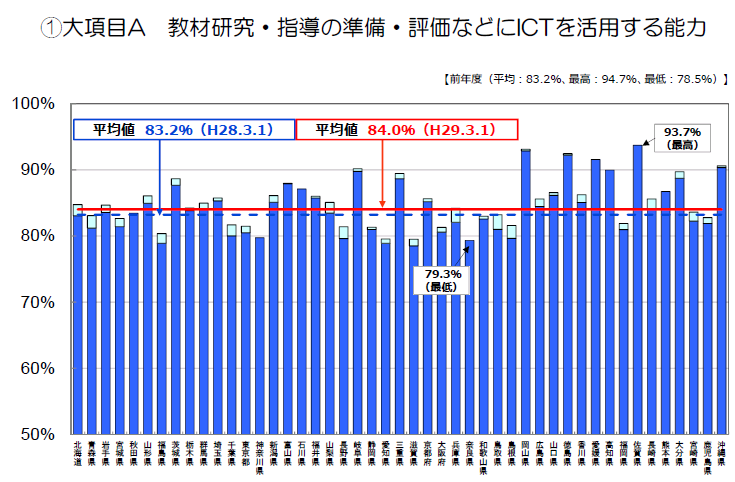 ①大項目A　教材研究・指導の準備・評価などにICTを活用する能力
【前年度（平均：83.2%、最高：94.7%、最低：78.5%）】
100%
90%
80%
70%
60%
50%
平均値 83.2%（H28.3.1）
平均値 84.0%（H29.3.1）
93.7%
（最高）
79.3%
（最低）
北海道
青森県
岩手県
宮城県
秋田県
山形県
福島県
茨城県
栃木県
群馬県
埼玉県
千葉県
東京都
神奈川県
新潟県
富山県
石川県
福井県
山梨県
長野県
岐阜県
静岡県
愛知県
三重県
滋賀県
京都府
大阪府
兵庫県
奈良県
和歌山県
鳥取県
島根県
岡山県
広島県
山口県
徳島県
香川県
愛媛県
高知県
福岡県
佐賀県
長崎県
熊本県
大分県
宮崎県
鹿児島県
沖縄県